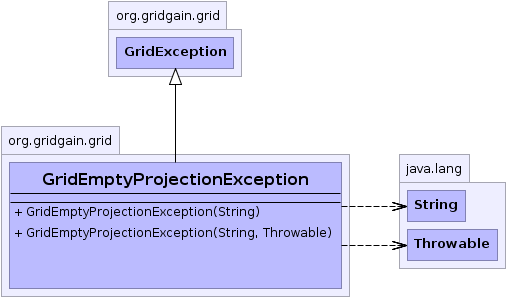 org.gridgain.grid
GridException
org.gridgain.grid
GridEmptyProjectionException
+ GridEmptyProjectionException(String)
+ GridEmptyProjectionException(String, Throwable)
java.lang
String
Throwable